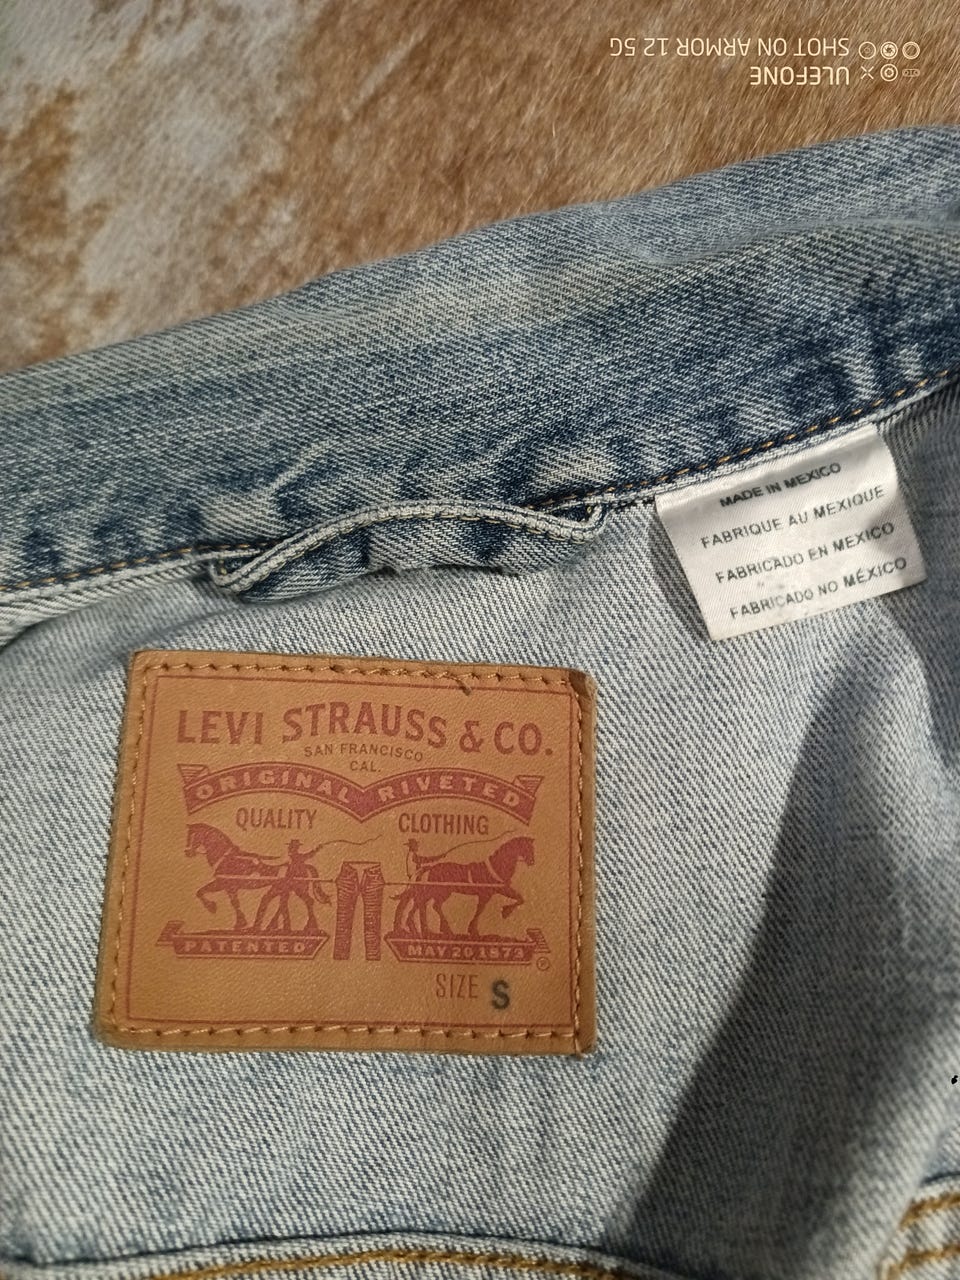 ULEFONE
SHOT ON ARMOR 12 5G
MADE IN MEXICO
FABRIQUE AU MEXIQUE
FABRICADO EN MEXICO
FABRICADO NO MÉXICO
LEVI STRAUSS & CO.
SAN FRANCISCO
CAL.
ORIGINAL RIVETED
QUALITY CLOTHING
PATENTED MAY 20 1873
®
SIZE S